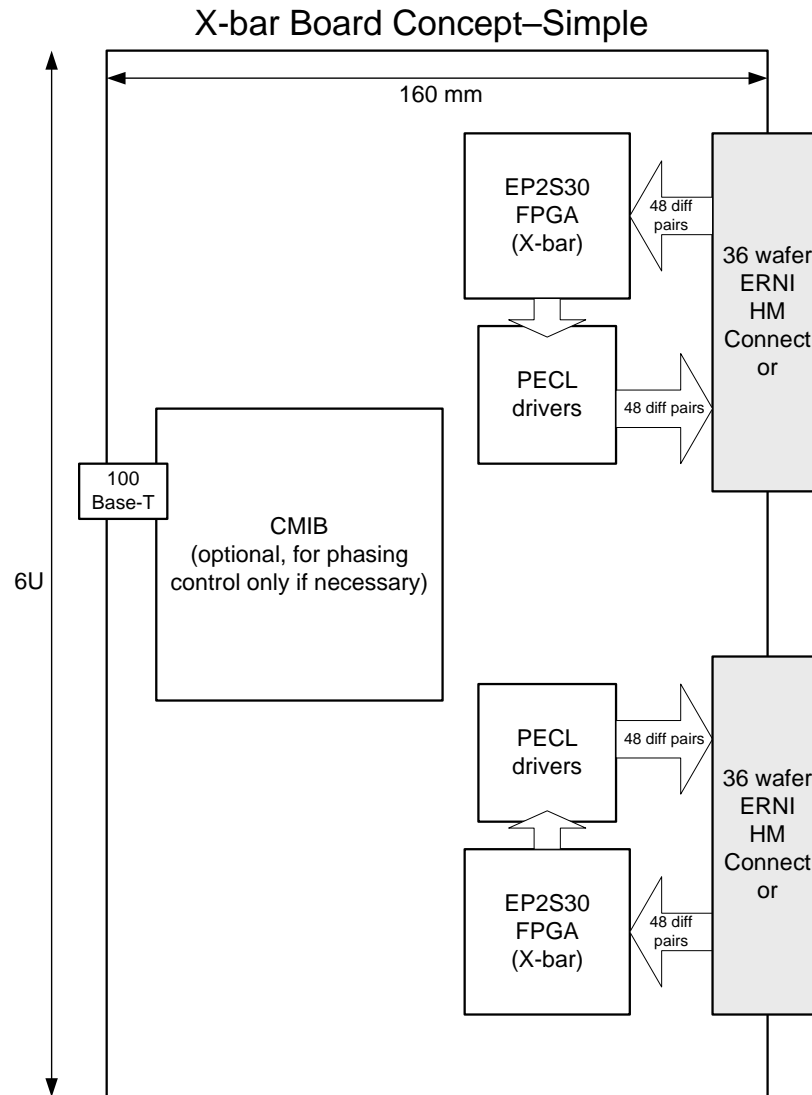 X-bar Board Concept–Simple
160 mm
EP2S30
FPGA
(X-bar)
48 diff
pairs
36 wafer
ERNI
HM
Connect
or
PECL
drivers
48 diff pairs
100
Base-T
CMIB
(optional, for phasing
control only if necessary)
6U
PECL
drivers
48 diff pairs
36 wafer
ERNI
HM
Connect
or
EP2S30
FPGA
(X-bar)
48 diff
pairs